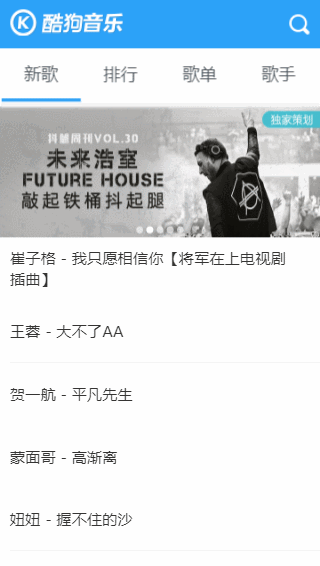 酷狗音乐
新歌 排行 歌单 歌手
独家策划
抖腿周刊VOL.30
未来浩室
FUTURE HOUSE
敲起铁桶抖起腿
崔子格 - 我只愿相信你【将军在上电视剧
插曲】
王蓉 - 大不了AA
贺一航 - 平凡先生
蒙面哥 - 高渐离
妞妞 - 握不住的沙